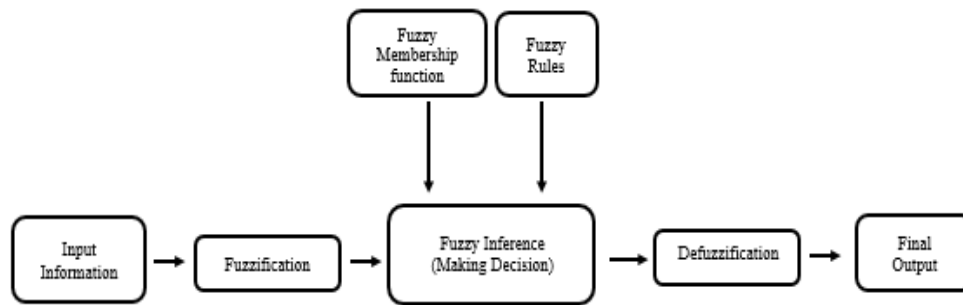 Fuzzy
Membership
function
Fuzzy
Rules
Input
Information
Fuzzification
Fuzzy Inference
(Making Decision)
Defuzzification
Final
Output